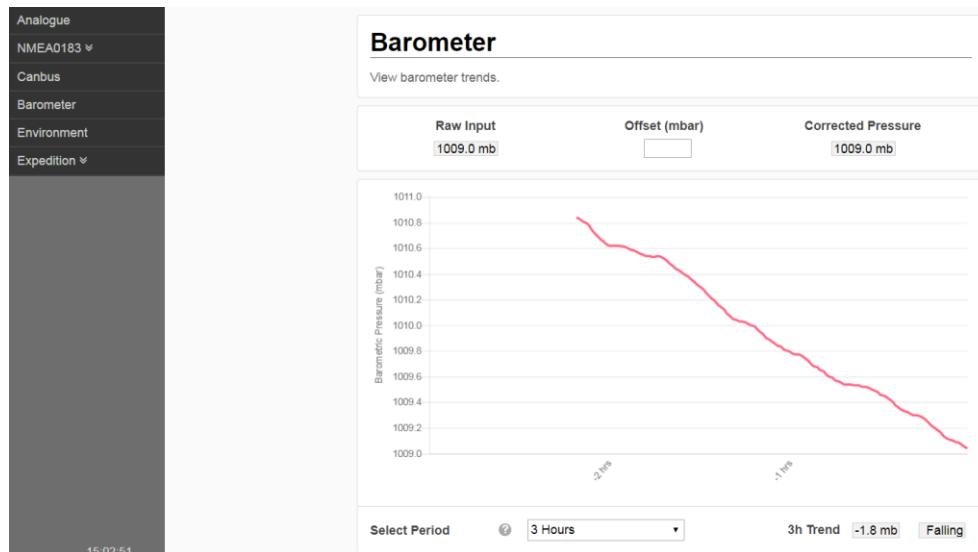 Analogue
NMEA0183
Canbus
Barometer
Environment
Expedition
15:02:51
Barometer
View barometer trends.
Raw Input
Offset (mbar)
Corrected Pressure
1009.0 mb
1009.0 mb
Barometric Pressure (mbar)
1011.0
1010.8
1010.6
1010.4
1010.2
1010.0
1009.8
1009.6
1009.4
1009.2
1009.0
-2 hrs
-1 hrs
Select Period ? 3 Hours
3h Trend -1.8 mb Falling